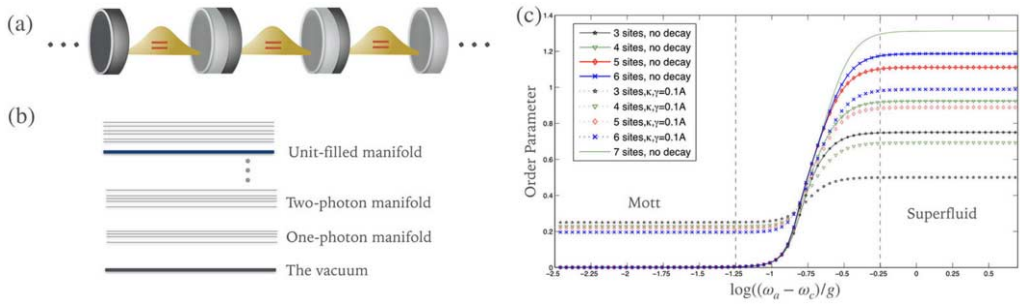 (a)
(b)
Unit-filled manifold
Two-photon manifold
One-photon manifold
The vacuum
(c)
Order Parameter
1.4
1.2
1
0.8
0.6
0.4
0.2
0
3 sites, no decay
4 sites, no decay
5 sites, no decay
6 sites, no decay
3 sites,κ,γ=0.1A
4 sites,κ,γ=0.1A
5 sites,κ,γ=0.1A
6 sites,κ,γ=0.1A
7 sites, no decay
Mott
Superfluid
-2.5 -2.25 -2 -1.75 -1.5 -1.25 -1 -0.75 -0.5 -0.25 0 0.25 0.5
log((ωa − ωc)/g)